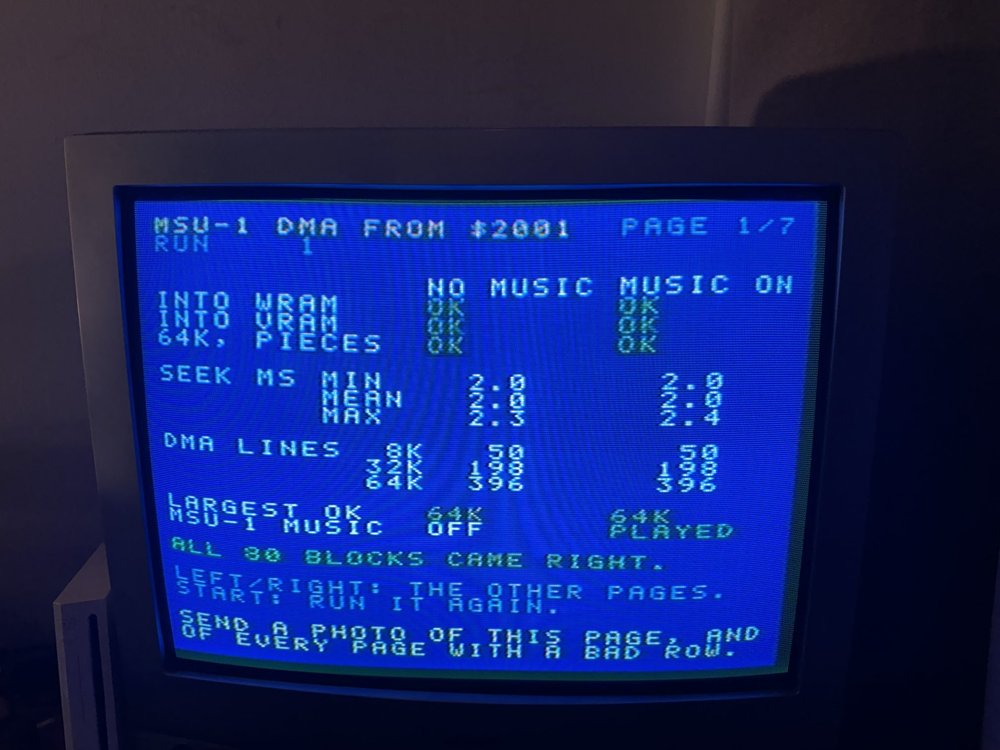 MSU-1 DMA FROM $2001 PAGE 1/7
RUN 1
NO MUSIC MUSIC ON
INTO WRAM OK OK
INTO VRAM OK OK
64K, PIECES OK OK
SEEK MS MIN 2.0 2.0
MEAN 2.0 2.0
MAX 2.3 2.4
DMA LINES 8K 50 50
32K 198 198
64K 396 396
LARGEST OK 64K 64K
MSU-1 MUSIC OFF PLAYED
ALL 80 BLOCKS CAME RIGHT.
LEFT/RIGHT: THE OTHER PAGES.
START: RUN IT AGAIN.
SEND A PHOTO OF THIS PAGE, AND
OF EVERY PAGE WITH A BAD ROW.